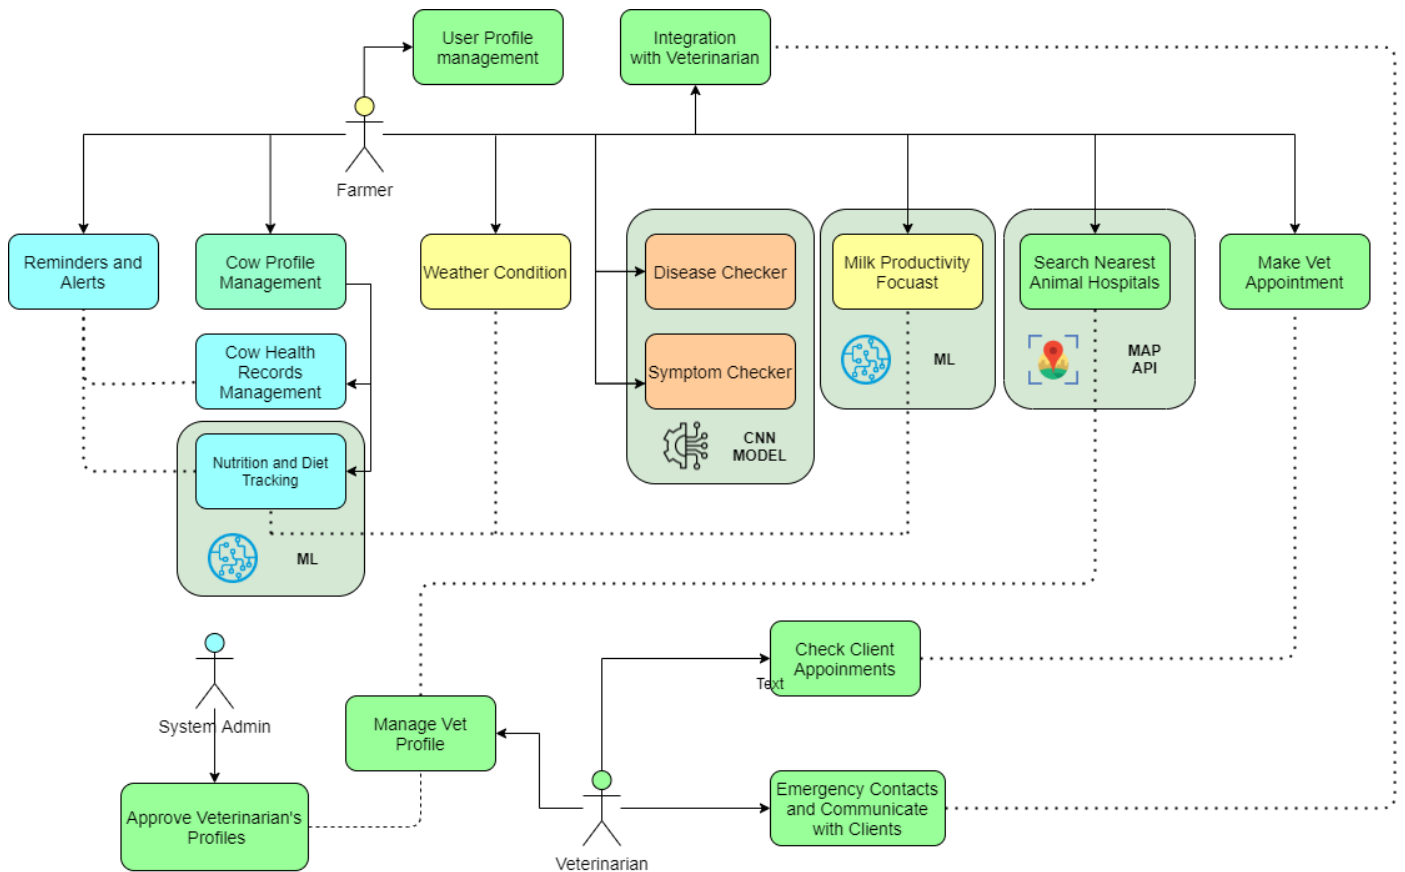 User Profile
management
Integration
with Veterinarian
Farmer
Reminders and
Alerts
Cow Profile
Management
Weather Condition
Disease Checker
Milk Productivity
Focuast
Search Nearest
Animal Hospitals
Make Vet
Appointment
Cow Health
Records
Management
Symptom Checker
ML
MAP
API
CNN
MODEL
Nutrition and Diet
Tracking
ML
System Admin
Check Client
Appoinments
Text
Manage Vet
Profile
Approve Veterinarian's
Profiles
Emergency Contacts
and Communicate
with Clients
Veterinarian